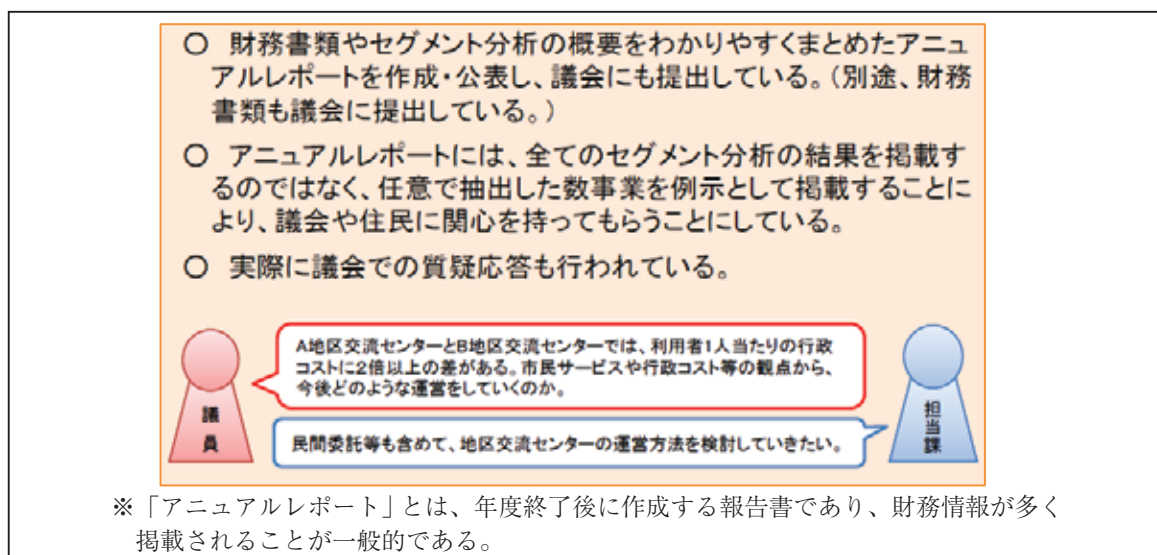 ○ 財務書類やセグメント分析の概要をわかりやすくまとめたアニュ
アルレポートを作成・公表し、議会にも提出している。（別途、財務
書類も議会に提出している。）
○ アニュアルレポートには、全てのセグメント分析の結果を掲載す
るのではなく、任意で抽出した数事業を例示として掲載することに
より、議会や住民に関心を持ってもらうことにしている。
○ 実際に議会での質疑応答も行われている。
A地区交流センターとB地区交流センターでは、利用者1人当たりの行政
コストに2倍以上の差がある。市民サービスや行政コスト等の観点から、
今後どのような運営をしていくのか。
議員
民間委託等も含めて、地区交流センターの運営方法を検討していきたい。
担当課
※「アニュアルレポート」とは、年度終了後に作成する報告書であり、財務情報が多く
掲載されることが一般的である。